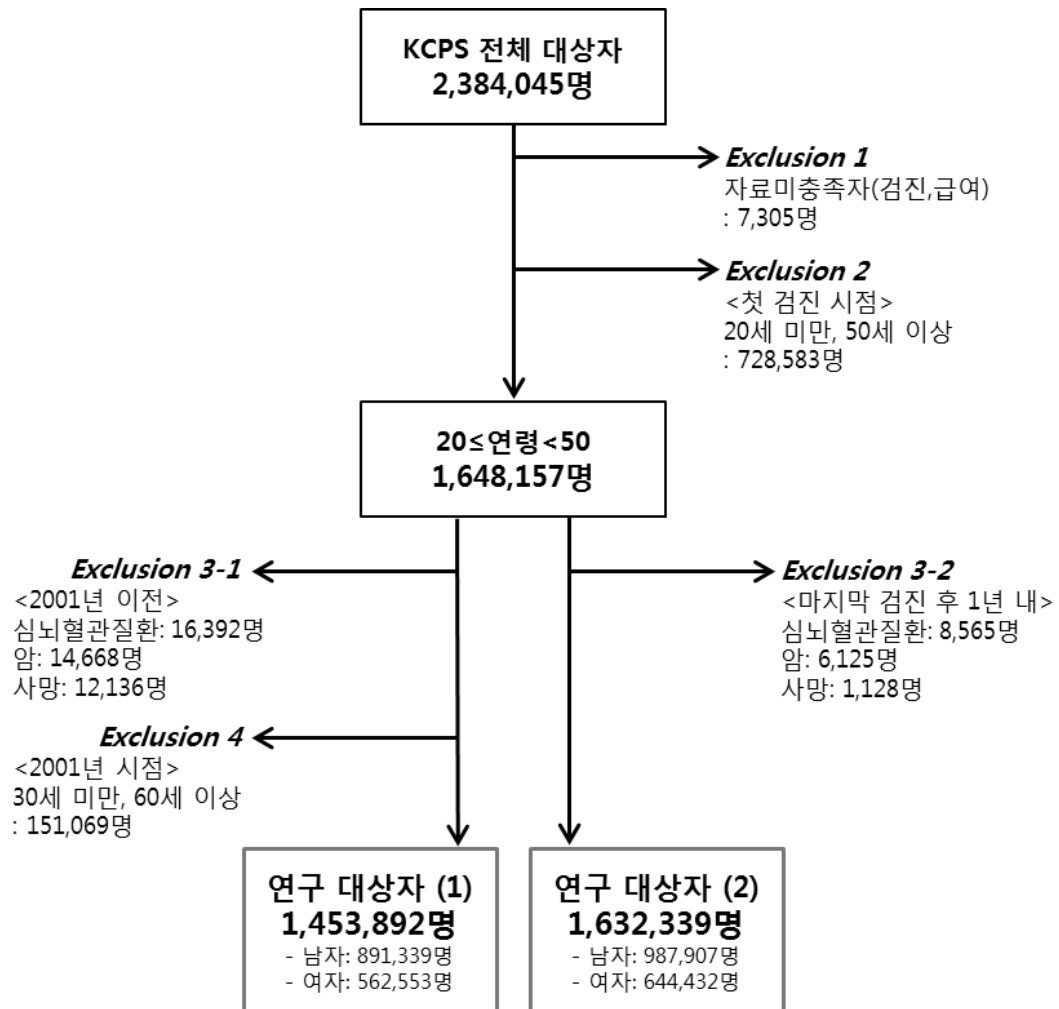 KCPS 전체 대상자
2,384,045명
Exclusion 1
자료미충족자(검진,급여)
: 7,305명
Exclusion 2
<첫 검진 시점>
20세 미만, 50세 이상
: 728,583명
20≤연령<50
1,648,157명
Exclusion 3-1
<2001년 이전>
심뇌혈관질환: 16,392명
암: 14,668명
사망: 12,136명
Exclusion 3-2
<마지막 검진 후 1년 내>
심뇌혈관질환: 8,565명
암: 6,125명
사망: 1,128명
Exclusion 4
<2001년 시점>
30세 미만, 60세 이상
: 151,069명
연구 대상자 (1)
1,453,892명
- 남자: 891,339명
- 여자: 562,553명
연구 대상자 (2)
1,632,339명
- 남자: 987,907명
- 여자: 644,432명